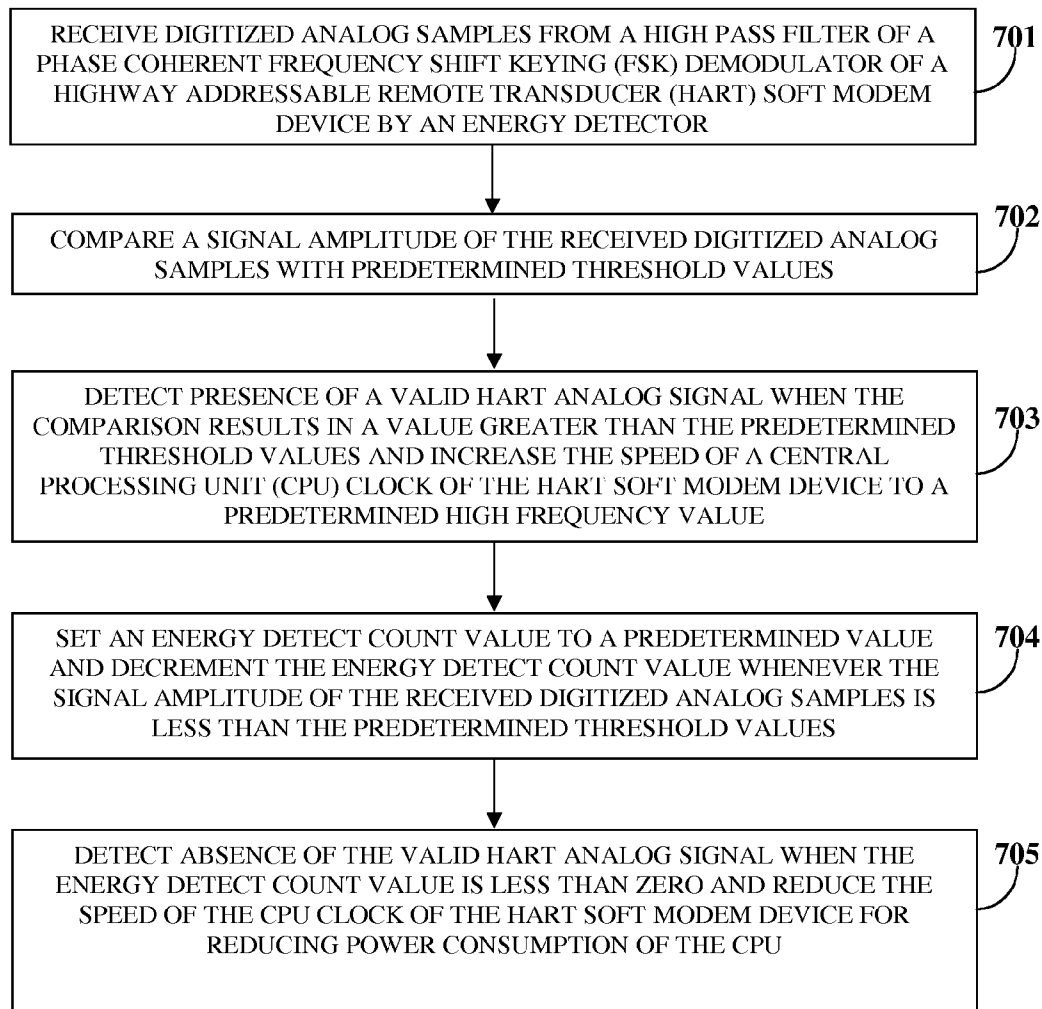 RECEIVE DIGITIZED ANALOG SAMPLES FROM A HIGH PASS FILTER OF A
PHASE COHERENT FREQUENCY SHIFT KEYING (FSK) DEMODULATOR OF A
HIGHWAY ADDRESSABLE REMOTE TRANSDUCER (HART) SOFT MODEM
DEVICE BY AN ENERGY DETECTOR
701
COMPARE A SIGNAL AMPLITUDE OF THE RECEIVED DIGITIZED ANALOG
SAMPLES WITH PREDETERMINED THRESHOLD VALUES
702
DETECT PRESENCE OF A VALID HART ANALOG SIGNAL WHEN THE
COMPARISON RESULTS IN A VALUE GREATER THAN THE PREDETERMINED
THRESHOLD VALUES AND INCREASE THE SPEED OF A CENTRAL
PROCESSING UNIT (CPU) CLOCK OF THE HART SOFT MODEM DEVICE TO A
PREDETERMINED HIGH FREQUENCY VALUE
703
SET AN ENERGY DETECT COUNT VALUE TO A PREDETERMINED VALUE
AND DECREMENT THE ENERGY DETECT COUNT VALUE WHENEVER THE
SIGNAL AMPLITUDE OF THE RECEIVED DIGITIZED ANALOG SAMPLES IS
LESS THAN THE PREDETERMINED THRESHOLD VALUES
704
DETECT ABSENCE OF THE VALID HART ANALOG SIGNAL WHEN THE
ENERGY DETECT COUNT VALUE IS LESS THAN ZERO AND REDUCE THE
SPEED OF THE CPU CLOCK OF THE HART SOFT MODEM DEVICE FOR
REDUCING POWER CONSUMPTION OF THE CPU
705